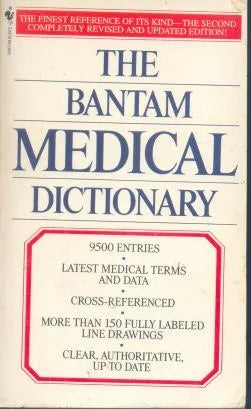 THE FINEST REFERENCE OF ITS KIND—THE SECOND
COMPLETELY REVISED AND UPDATED EDITION!
THE
BANTAM
MEDICAL
DICTIONARY
9500 ENTRIES
•
LATEST MEDICAL TERMS
AND DATA
•
CROSS-REFERENCED
•
MORE THAN 150 FULLY LABELED
LINE DRAWINGS
•
CLEAR, AUTHORITATIVE,
UP TO DATE